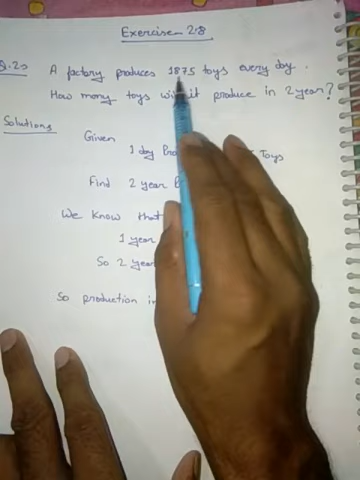 Exercise 2.8
Q.20 A factory produces 1875 toys every day.
How many toys will it produce in 2 year?
Solution:
Given
1 day Toys
Find 2 year
We Know that
1 year
So 2 year
So production in